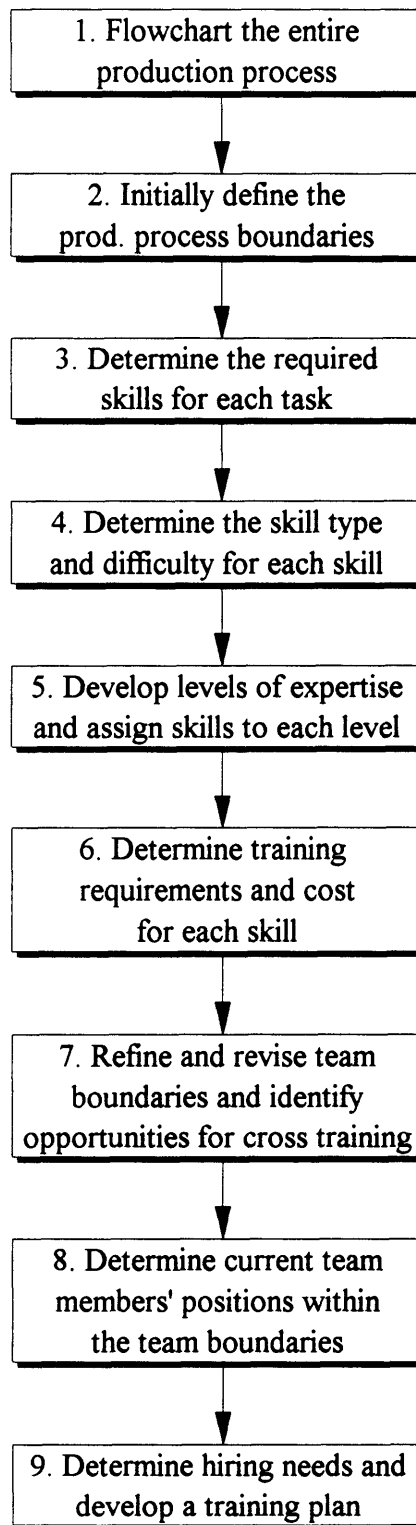 1. Flowchart the entire
production process
2. Initially define the
prod. process boundaries
3. Determine the required
skills for each task
4. Determine the skill type
and difficulty for each skill
5. Develop levels of expertise
and assign skills to each level
6. Determine training
requirements and cost
for each skill
7. Refine and revise team
boundaries and identify
opportunities for cross training
8. Determine current team
members' positions within
the team boundaries
9. Determine hiring needs and
develop a training plan